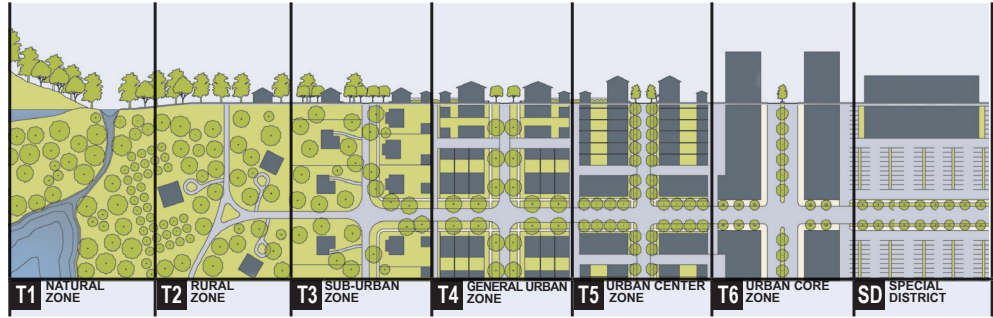 T1 NATURAL
ZONE
T2 RURAL
ZONE
T3 SUB-URBAN
ZONE
T4 GENERAL URBAN
ZONE
T5 URBAN CENTER
ZONE
T6 URBAN CORE
ZONE
SD SPECIAL
DISTRICT